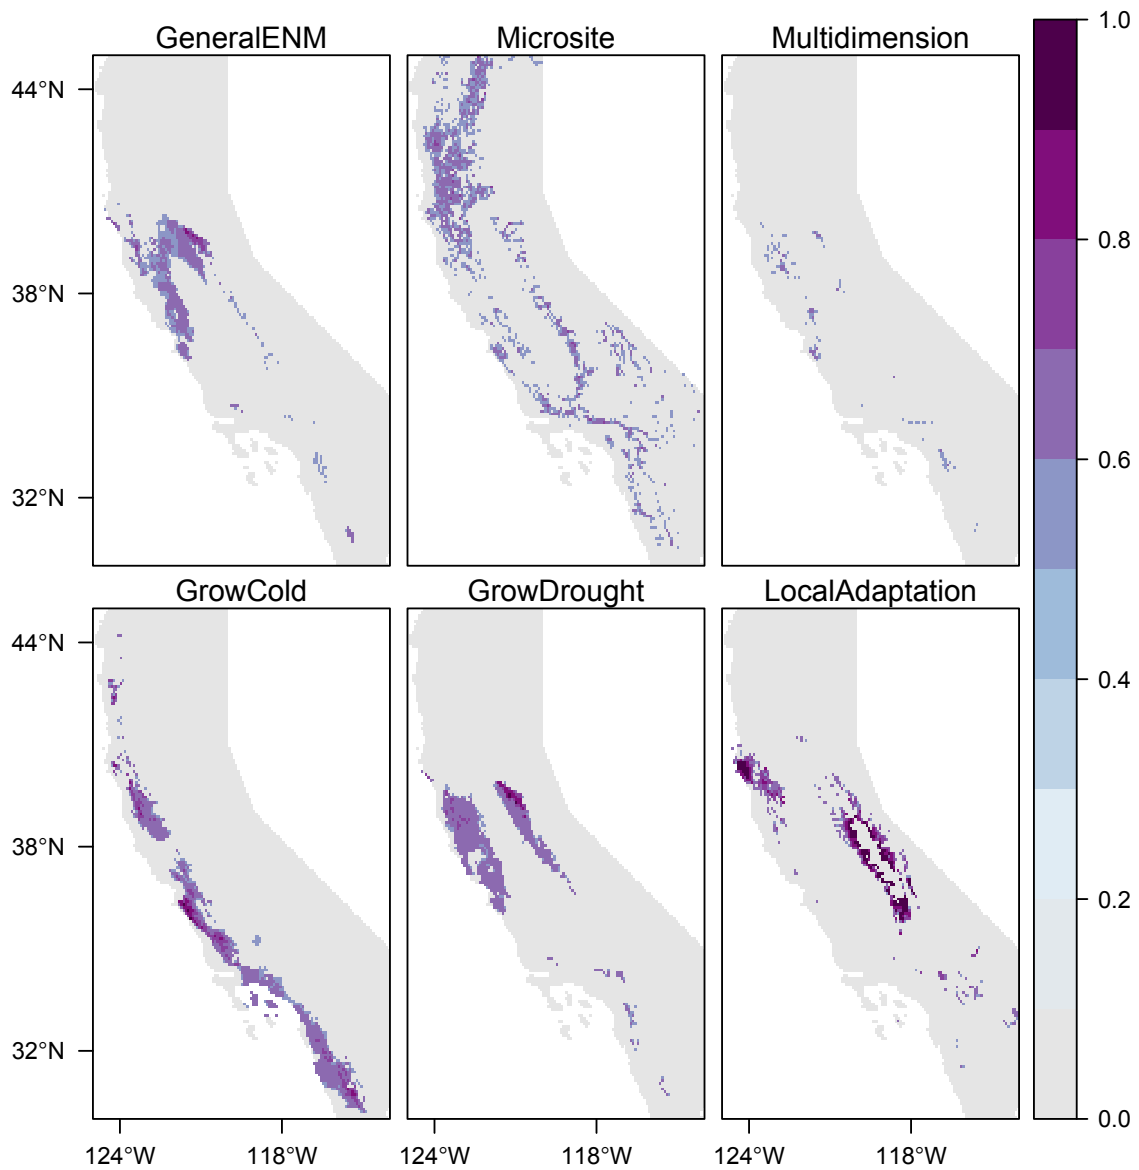 GeneralENM Microsite Multidimension
1.0
44°N
0.8
38°N
0.6
32°N
GrowCold GrowDrought LocalAdaptation
44°N
0.4
0.2
38°N
32°N
0.0
124°W 118°W 124°W 118°W 124°W 118°W